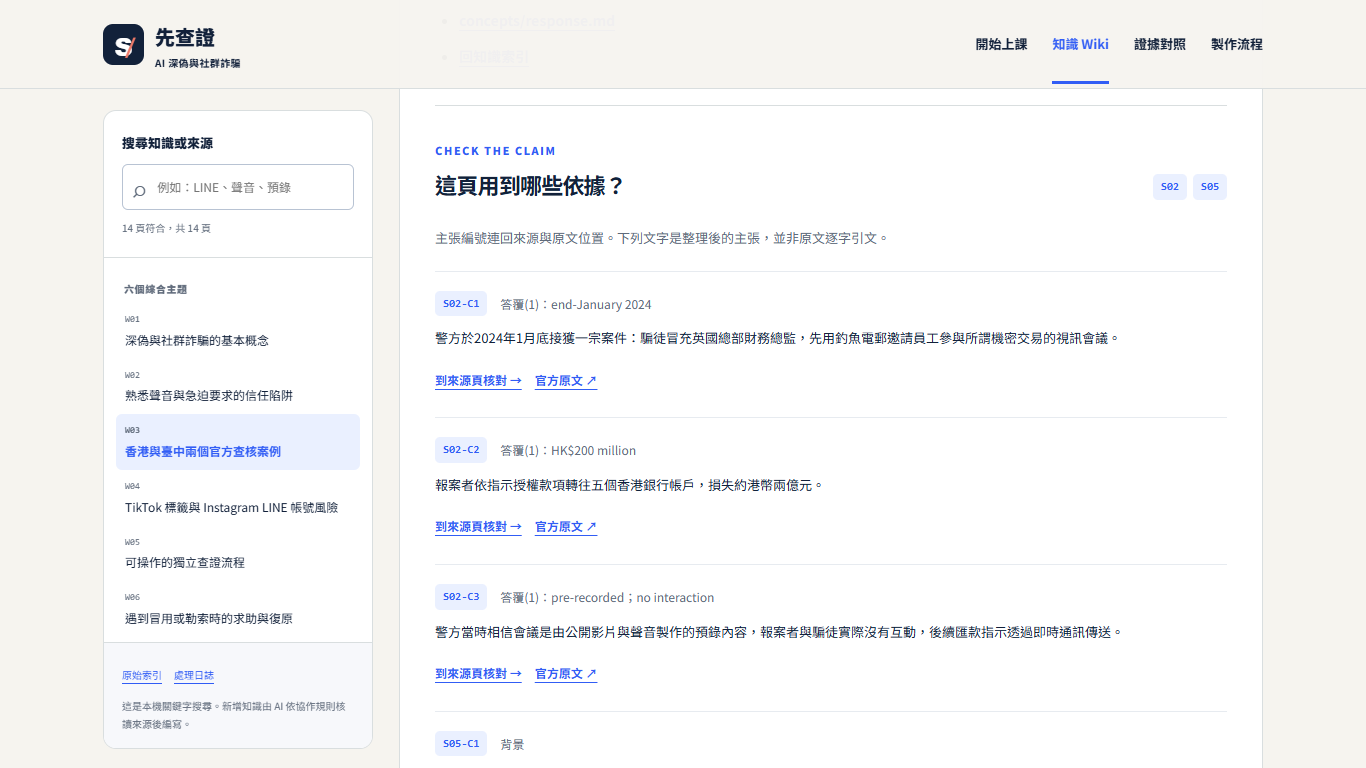 先查證
AI 深偽與社群詐騙
開始上課
知識 Wiki
證據對照
製作流程
concepts/response.md
搜尋知識或來源
例如：LINE、聲音、預錄
14 頁符合，共 14 頁
六個綜合主題
W01
深偽與社群詐騙的基本概念
W02
熟悉聲音與急迫要求的信任陷阱
W03
香港與臺中兩個官方查核案例
W04
TikTok 標籤與 Instagram LINE 帳號風險
W05
可操作的獨立查證流程
W06
遇到冒用或勒索時的求助與復原
原始索引 處理日誌
這是本機關鍵字搜尋。新增知識由 AI 依協作規則核
讀來源後編寫。
CHECK THE CLAIM
這頁用到哪些依據？
S02 S05
主張編號連回來源與原文位置。下列文字是整理後的主張，並非原文逐字引文。
S02-C1 答覆(1)：end-January 2024
警方於2024年1月底接獲一宗案件：騙徒冒充英國總部財務總監，先用釣魚電郵邀請員工參與所謂機密交易的視訊會議。
到來源頁核對 → 官方原文 ↗
S02-C2 答覆(1)：HK$200 million
報案者依指示授權款項轉往五個香港銀行帳戶，損失約港幣兩億元。
到來源頁核對 → 官方原文 ↗
S02-C3 答覆(1)：pre-recorded；no interaction
警方當時相信會議是由公開影片與聲音製作的預錄內容，報案者與騙徒實際沒有互動，後續匯款指示透過即時通訊傳送。
到來源頁核對 → 官方原文 ↗
S05-C1 背景